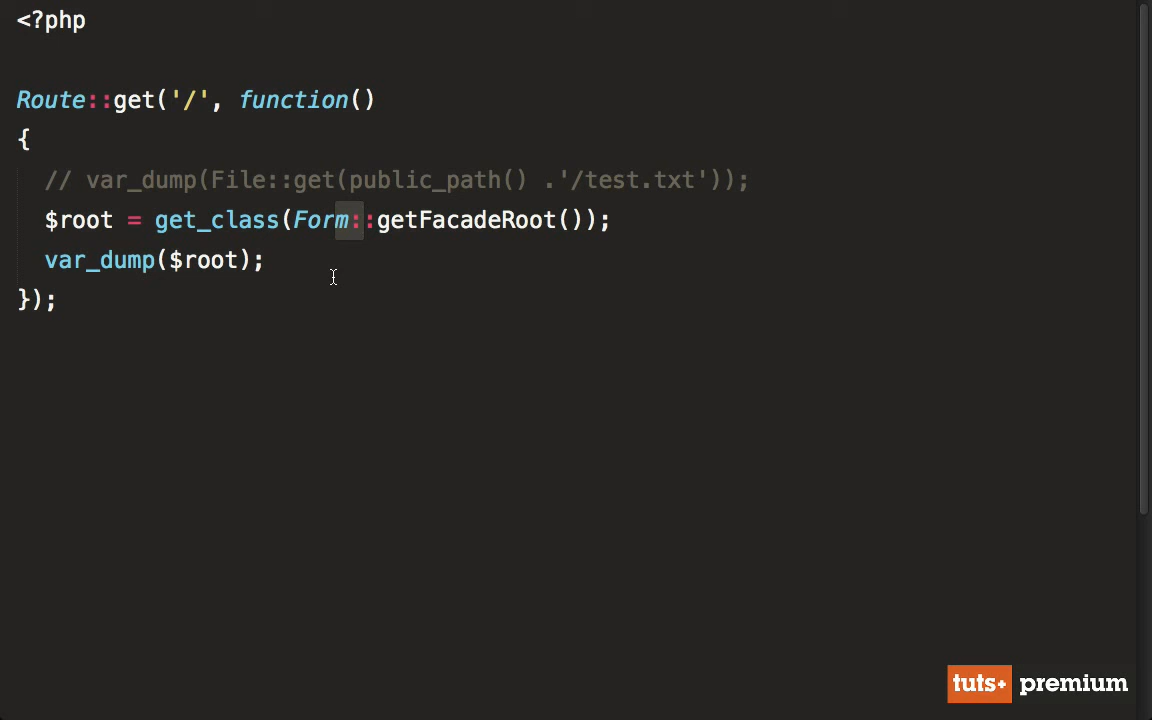 <?php
Route::get('/', function()
{
// var_dump(File::get(public_path() .'/test.txt'));
$root = get_class(Form::getFacadeRoot());
var_dump($root);
});
tuts+ premium